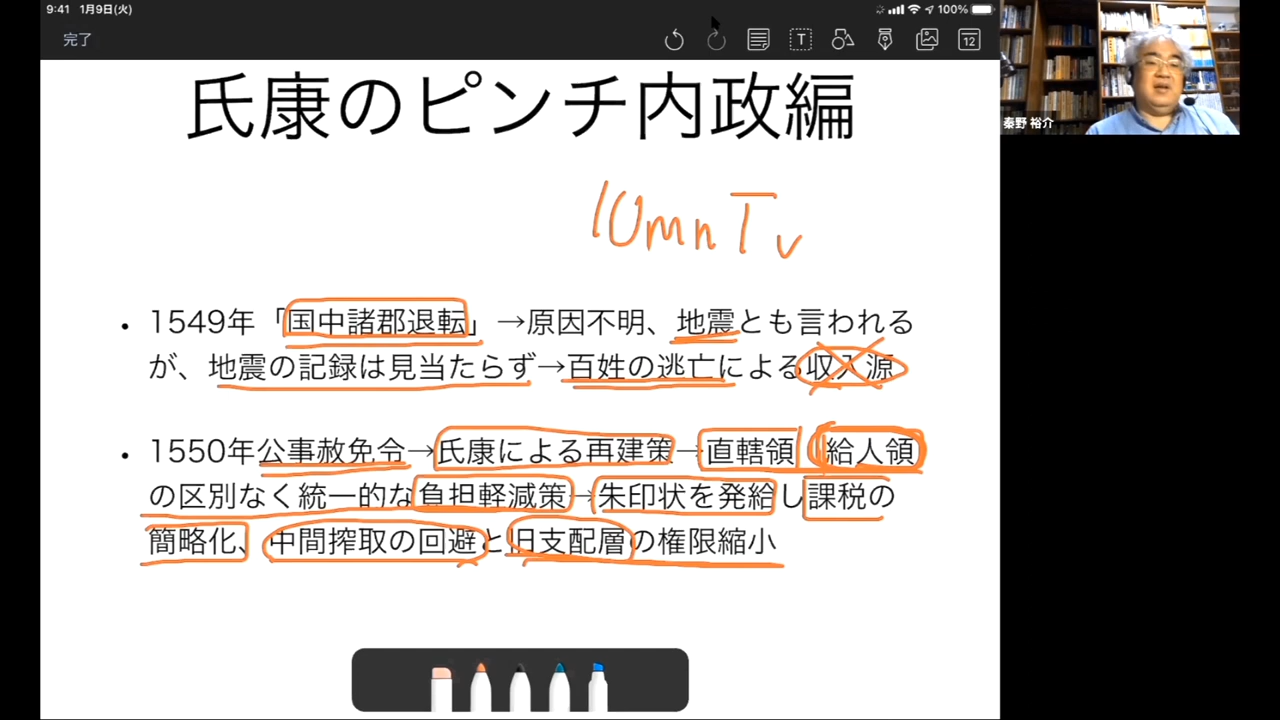 9:41 1月9日(火)
100%
完了
T
12
秦野 裕介
氏康のピンチ内政編
10mnTv
• 1549年「国中諸郡退転」→原因不明、地震とも言われる
が、地震の記録は見当たらず→百姓の逃亡による収入源
• 1550年公事赦免令→氏康による再建策→直轄領 給人領
の区別なく統一的な負担軽減策→朱印状を発給し課税の
簡略化、中間搾取の回避と旧支配層の権限縮小